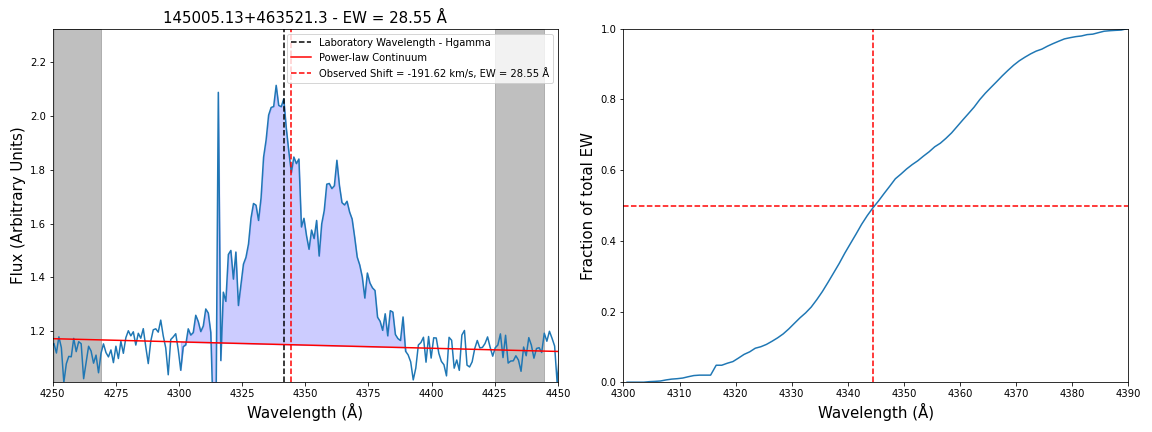 145005.13+463521.3 - EW = 28.55 Å
Laboratory Wavelength - Hgamma
Power-law Continuum
Observed Shift = -191.62 km/s, EW = 28.55 Å
Flux (Arbitrary Units)
2.2
2.0
1.8
1.6
1.4
1.2
4250 4275 4300 4325 4350 4375 4400 4425 4450
Wavelength (Å)
Fraction of total EW
1.0
0.8
0.6
0.4
0.2
0.0
4300 4310 4320 4330 4340 4350 4360 4370 4380 4390
Wavelength (Å)